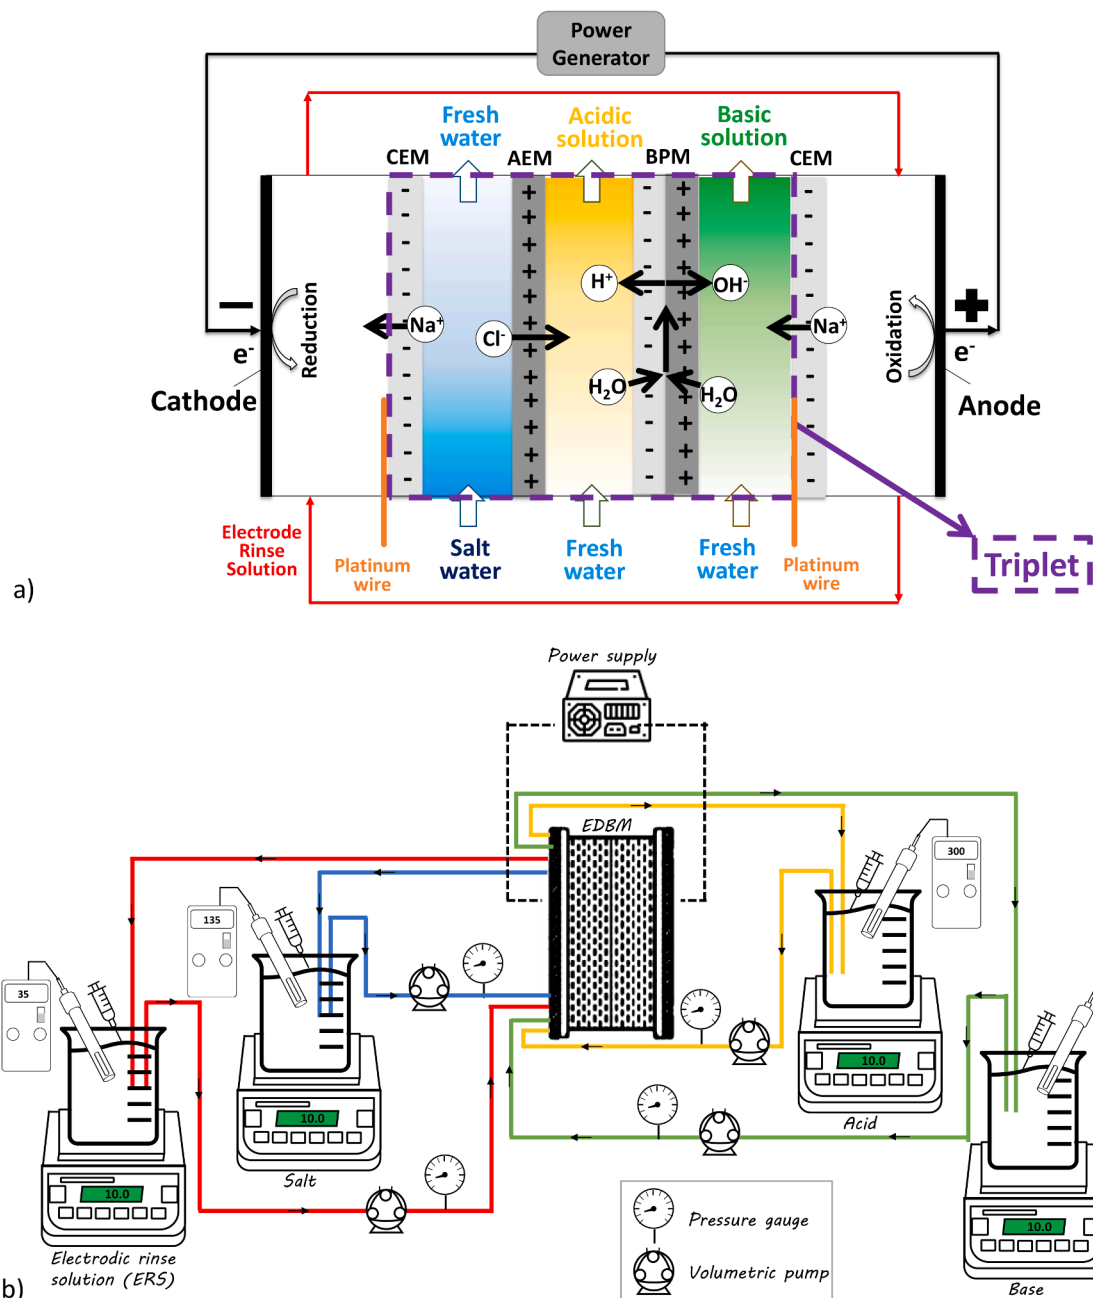 Power
Generator
Fresh
water
Acidic
solution
Basic
solution
CEM
AEM
BPM
CEM
H⁺
OH⁻
Na⁺
Cl⁻
Na⁺
H₂O
H₂O
Reduction
Oxidation
−
+
e⁻
e⁻
Cathode
Anode
Electrode
Rinse
Solution
Platinum
wire
Salt
water
Fresh
water
Fresh
water
Platinum
wire
Triplet
a)
Power supply
EDBM
300
135
35
10.0
Acid
10.0
Salt
10.0
Electrodic rinse
solution (ERS)
10.0
Base
Pressure gauge
Volumetric pump
b)